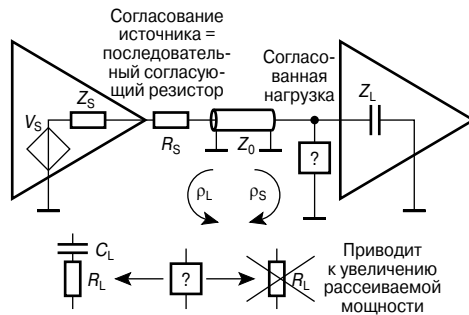 Согласование
источника =
последователь-
ный согласую-
щий резистор
Согласо-
ванная
нагрузка
Z_S
V_S
R_S
Z_0
Z_L
?
ρ_L
ρ_S
C_L
R_L
?
R_L
Приводит
к увеличению
рассеиваемой
мощности